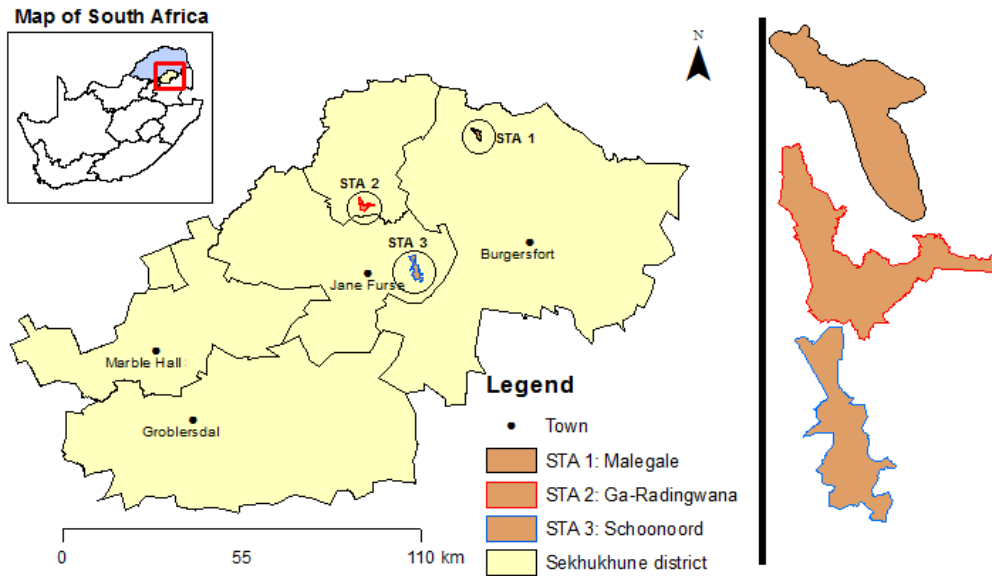 Map of South Africa
N
STA 1
STA 2
STA 3
Burgersfort
Jane Furse
Marble Hall
Groblersdal
Legend
Town
STA 1: Malegale
STA 2: Ga-Radingwana
STA 3: Schoonoord
Sekhukhune district
0 55 110 km